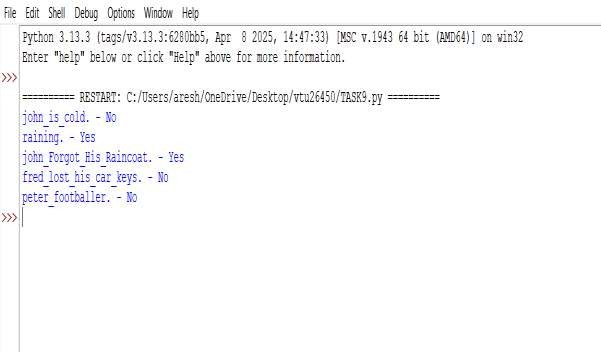 File Edit Shell Debug Options Window Help
Python 3.13.3 (tags/v3.13.3:6280bb5, Apr  8 2025, 14:47:33) [MSC v.1943 64 bit (AMD64)] on win32
Enter "help" below or click "Help" above for more information.
>>>
========== RESTART: C:/Users/aresh/OneDrive/Desktop/vtu26450/TASK9.py ==========
john_is_cold. - No
raining. - Yes
john_Forgot_His_Raincoat. - Yes
fred_lost_his_car_keys. - No
peter_footballer. - No
>>>